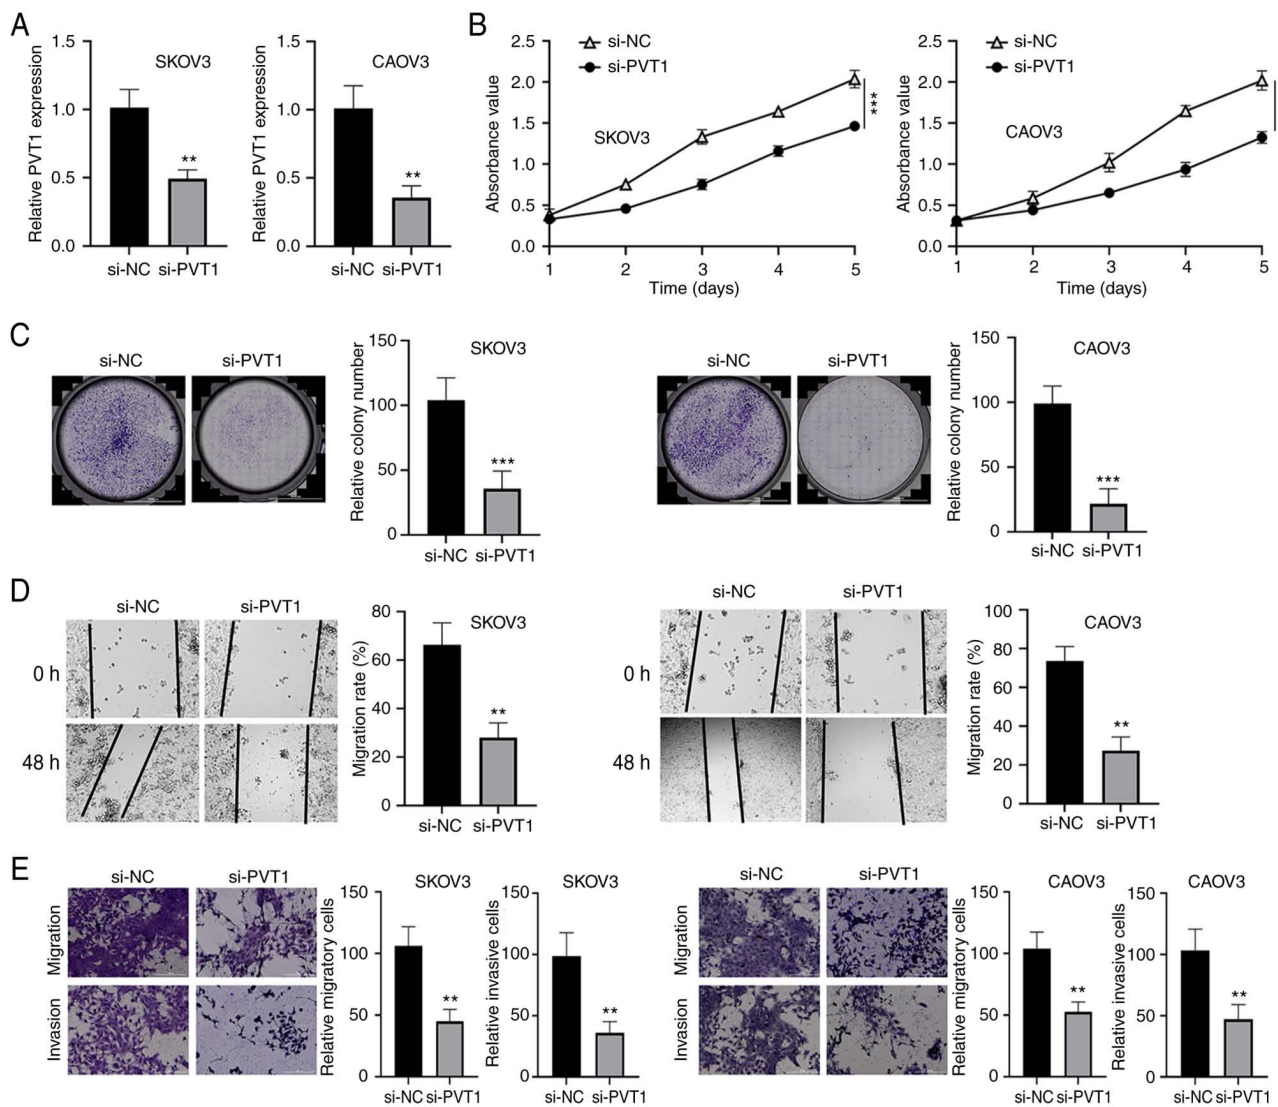 A
Relative PVT1 expression
1.5
1.0
0.5
0.0
SKOV3
**
si-NC si-PVT1
Relative PVT1 expression
1.5
1.0
0.5
0.0
CAOV3
**
si-NC si-PVT1
B
Absorbance value
2.5
2.0
1.5
1.0
0.5
0.0
si-NC
si-PVT1
SKOV3
***
1 2 3 4 5
Time (days)
Absorbance value
2.5
2.0
1.5
1.0
0.5
0.0
si-NC
si-PVT1
CAOV3
1 2 3 4 5
Time (days)
C
si-NC si-PVT1
Relative colony number
150
100
50
0
SKOV3
***
si-NC si-PVT1
si-NC si-PVT1
Relative colony number
150
100
50
0
CAOV3
***
si-NC si-PVT1
D
si-NC si-PVT1
0 h
48 h
Migration rate (%)
80
60
40
20
0
SKOV3
**
si-NC si-PVT1
si-NC si-PVT1
0 h
48 h
Migration rate (%)
100
80
60
40
20
0
CAOV3
**
si-NC si-PVT1
E
si-NC si-PVT1
Migration
Invasion
Relative migratory cells
150
100
50
0
SKOV3
**
si-NC si-PVT1
Relative invasive cells
150
100
50
0
SKOV3
**
si-NC si-PVT1
si-NC si-PVT1
Migration
Invasion
Relative migratory cells
150
100
50
0
CAOV3
**
si-NC si-PVT1
Relative invasive cells
150
100
50
0
CAOV3
**
si-NC si-PVT1